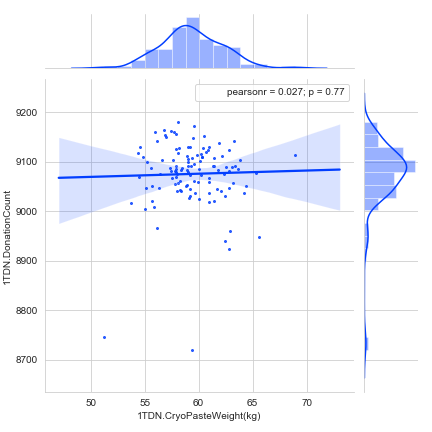 pearsonr = 0.027; p = 0.77
1TDN.DonationCount
9200
9100
9000
8900
8800
8700
50 55 60 65 70
1TDN.CryoPasteWeight(kg)